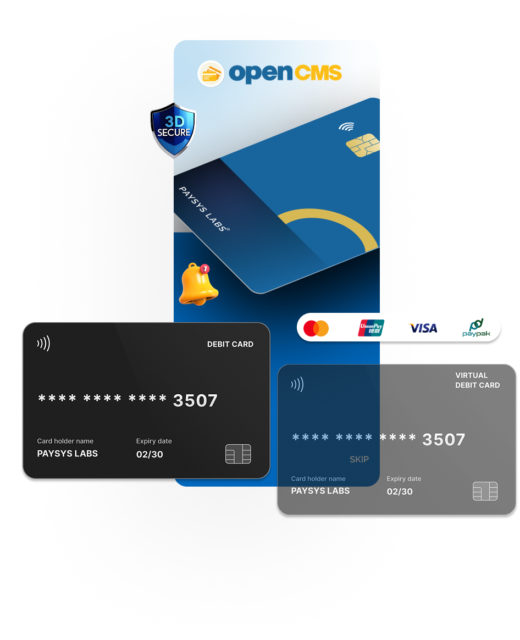 openCMS
3D
SECURE
PAYSYS LABS
UnionPay
VISA
paypak
DEBIT CARD
**** **** **** 3507
Card holder name
Expiry date
PAYSYS LABS
02/30
VIRTUAL
DEBIT CARD
**** **** **** 3507
SKIP
Card holder name
Expiry date
PAYSYS LABS
02/30